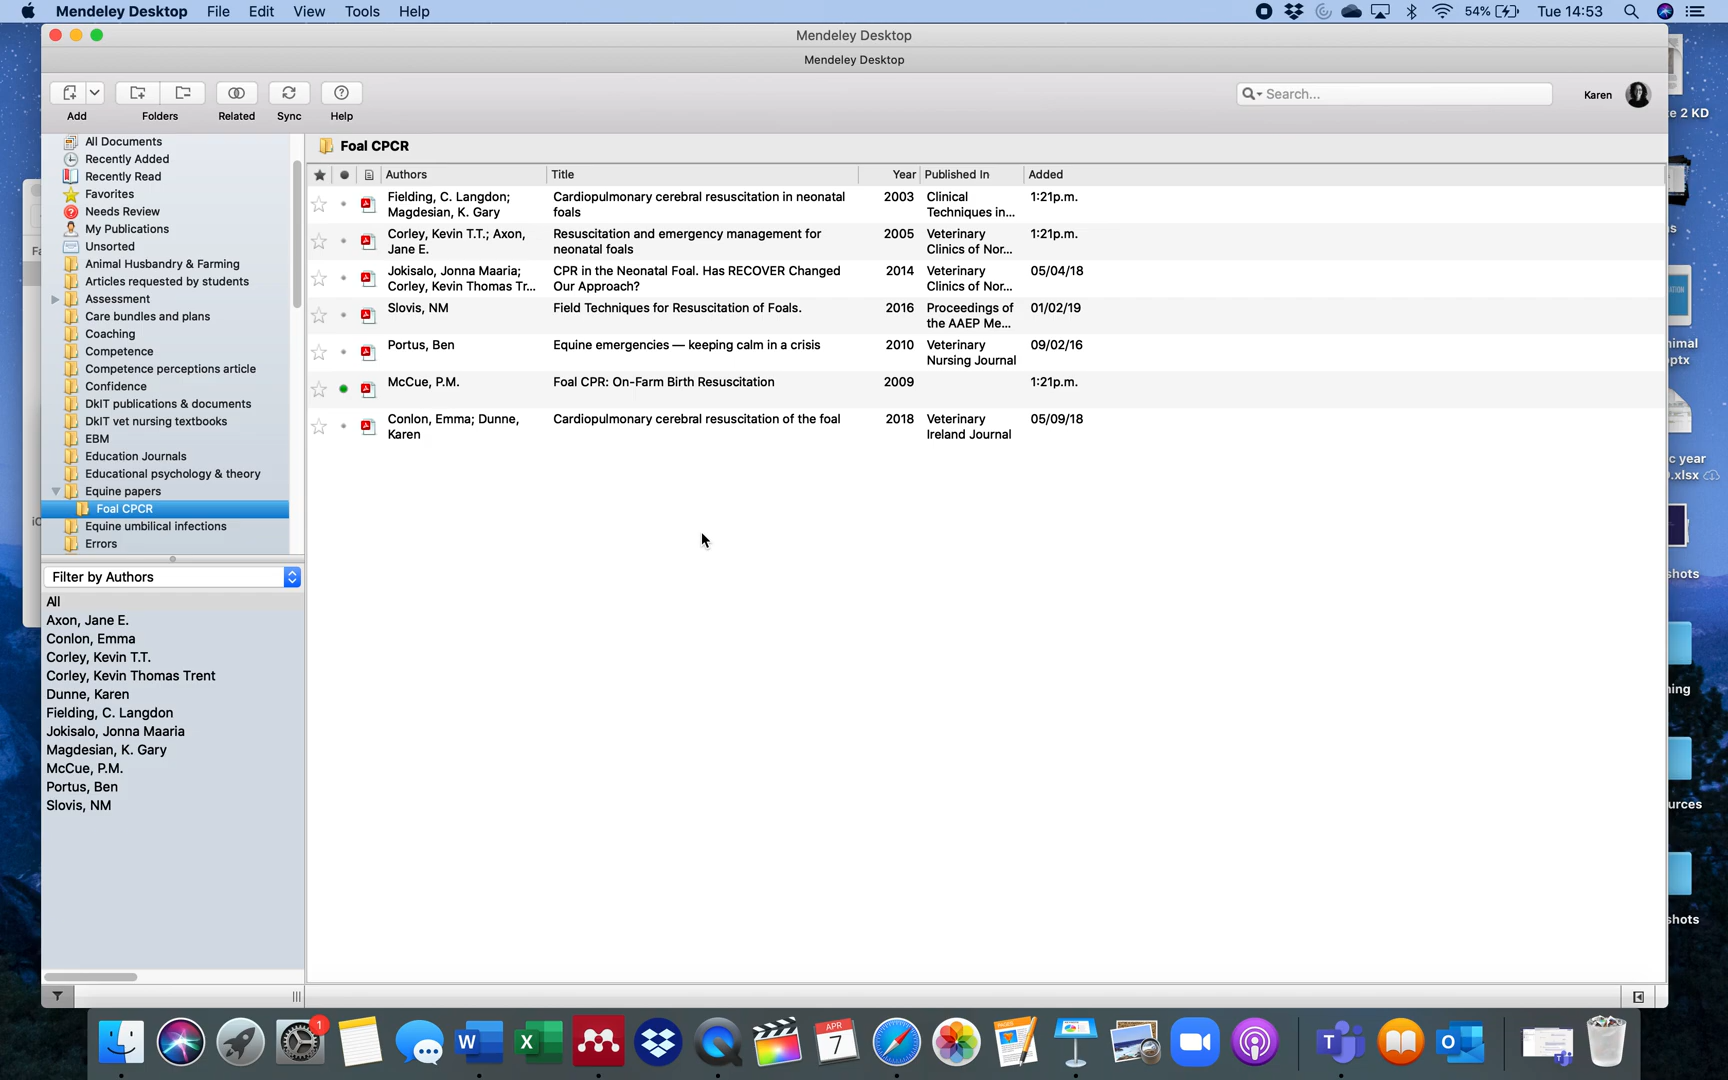 Mendeley Desktop File Edit View Tools Help 54% Tue 14:53
Mendeley Desktop
Mendeley Desktop
Add Folders Related Sync Help
Search...
Karen
All Documents
Recently Added
Recently Read
Favorites
Needs Review
My Publications
Unsorted
Animal Husbandry & Farming
Articles requested by students
Assessment
Care bundles and plans
Coaching
Competence
Competence perceptions article
Confidence
DkIT publications & documents
DkIT vet nursing textbooks
EBM
Education Journals
Educational psychology & theory
Equine papers
Foal CPCR
Equine umbilical infections
Errors
Filter by Authors
All
Axon, Jane E.
Conlon, Emma
Corley, Kevin T.T.
Corley, Kevin Thomas Trent
Dunne, Karen
Fielding, C. Langdon
Jokisalo, Jonna Maaria
Magdesian, K. Gary
McCue, P.M.
Portus, Ben
Slovis, NM
Foal CPCR
Authors Title Year Published In Added
Fielding, C. Langdon; Cardiopulmonary cerebral resuscitation in neonatal 2003 Clinical 1:21p.m.
Magdesian, K. Gary foals Techniques in...
Corley, Kevin T.T.; Axon, Resuscitation and emergency management for 2005 Veterinary 1:21p.m.
Jane E. neonatal foals Clinics of Nor...
Jokisalo, Jonna Maaria; CPR in the Neonatal Foal. Has RECOVER Changed 2014 Veterinary 05/04/18
Corley, Kevin Thomas Tr... Our Approach? Clinics of Nor...
Slovis, NM Field Techniques for Resuscitation of Foals. 2016 Proceedings of 01/02/19
the AAEP Me...
Portus, Ben Equine emergencies — keeping calm in a crisis 2010 Veterinary 09/02/16
Nursing Journal
McCue, P.M. Foal CPR: On-Farm Birth Resuscitation 2009 1:21p.m.
Conlon, Emma; Dunne, Cardiopulmonary cerebral resuscitation of the foal 2018 Veterinary 05/09/18
Karen Ireland Journal
e 2 KD
s
imal
ptx
c year
.xlsx
shots
ing
urces
shots
Fa
iC
1
W
X
APR
7
PAGES
T
O